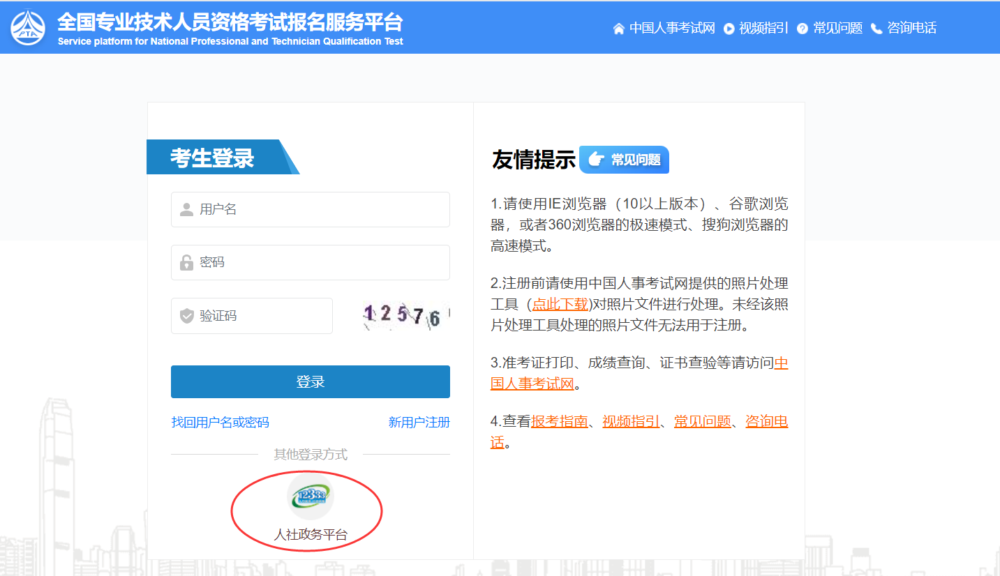 PTA
全国专业技术人员资格考试报名服务平台
Service platform for National Professional and Technician Qualification Test
中国人事考试网 视频指引 常见问题 咨询电话
考生登录
用户名
密码
验证码
12576
登录
找回用户名或密码 新用户注册
其他登录方式
12333
人社政务平台
友情提示 常见问题
1.请使用IE浏览器（10以上版本）、谷歌浏览
器，或者360浏览器的极速模式、搜狗浏览器的
高速模式。
2.注册前请使用中国人事考试网提供的照片处理
工具（点此下载)对照片文件进行处理。未经该照
片处理工具处理的照片文件无法用于注册。
3.准考证打印、成绩查询、证书查验等请访问中
国人事考试网。
4.查看报考指南、视频指引、常见问题、咨询电
话。